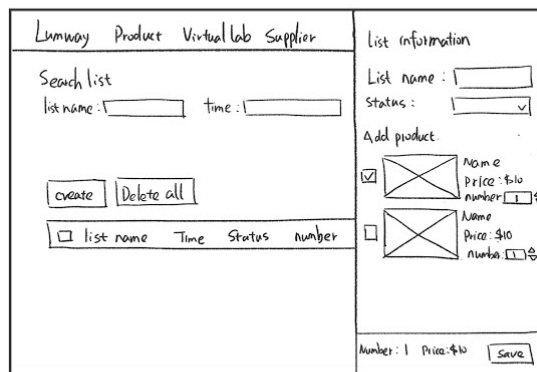 Lumway Product Virtual lab Supplier
Search list
list name: time:
create Delete all
list name Time Status number
List information
List name:
Status:
Add product.
Name
Price: $10
number 1
Name
Price: $10
number: 1
Number: 1 Price: $10 Save